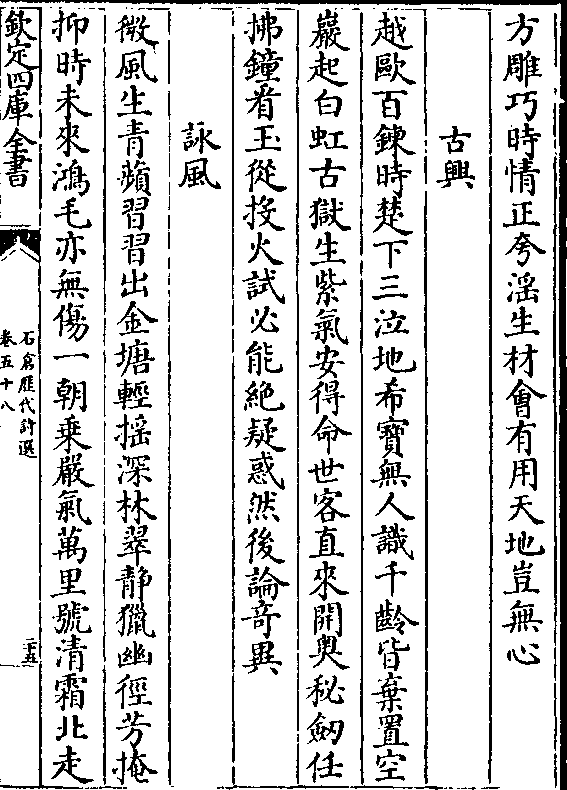 方雕巧時情正夸淫生材會有用天地豈無心
古興
越歐百鍊時楚下三泣地希寳無人識千齡皆棄置空
巖起白虹古獄生紫氣安得命世客直來開奥秘劒任
拂鐘看玉從投火試必能絶疑惑然後論竒異
詠風
微風生青蘋習習出金塘輕揺深林翠静獵幽徑芳掩
抑時未來鴻毛亦無傷一朝乗嚴氣萬里號清霜北走
欽定四庫全書
石倉歴代詩選
卷五十八
二十五